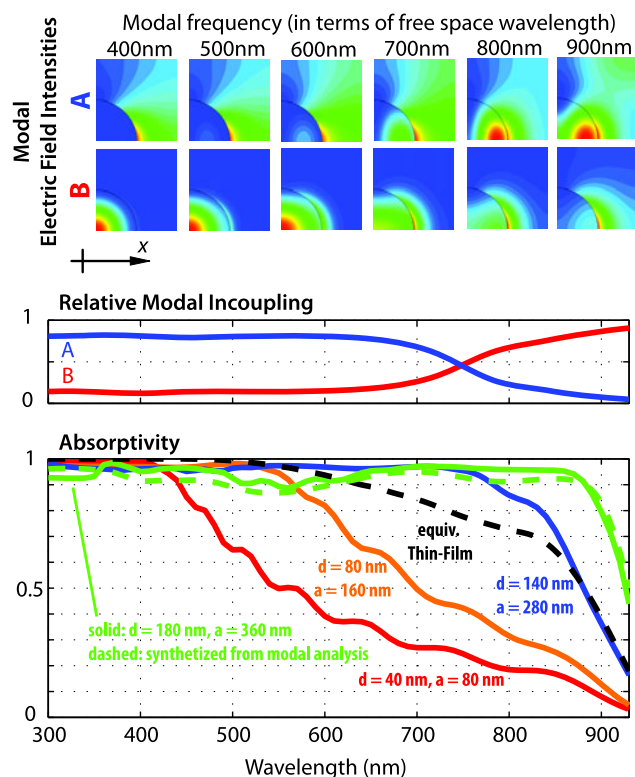 Modal frequency (in terms of free space wavelength)
400nm 500nm 600nm 700nm 800nm 900nm
Modal
Electric Field Intensities
A
B
x
Relative Modal Incoupling
1
A
B
0
Absorptivity
1
equiv.
Thin-Film
d = 80 nm
a = 160 nm
d = 140 nm
a = 280 nm
0.5
solid: d = 180 nm, a = 360 nm
dashed: synthetized from modal analysis
d = 40 nm, a = 80 nm
0
300 400 500 600 700 800 900
Wavelength (nm)